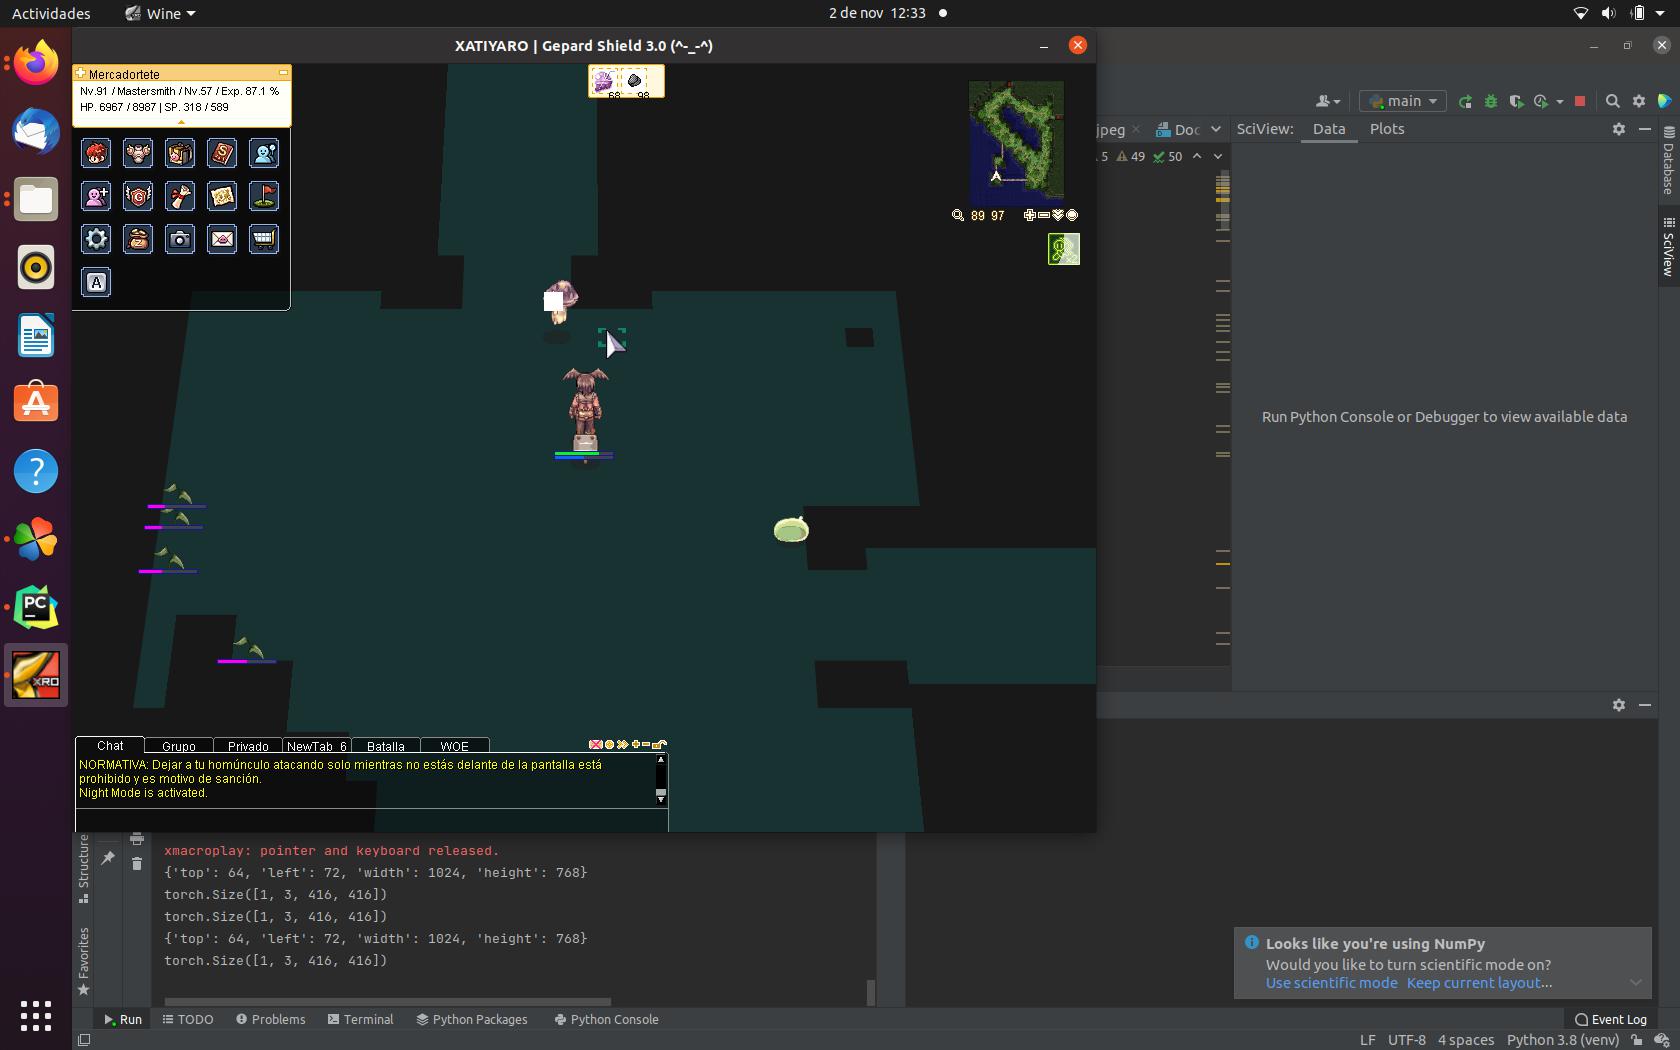 Actividades
Wine
2 de nov 12:33
XATIYARO | Gepard Shield 3.0 (^-_-^)
Mercadortete
Nv.91 / Mastersmith / Nv.57 / Exp. 87.1 %
HP. 6967 / 8987 | SP. 318 / 589
68 98
89 97
A
Chat Grupo Privado NewTab 6 Batalla WOE
NORMATIVA: Dejar a tu homúnculo atacando solo mientras no estás delante de la pantalla está
prohibido y es motivo de sanción.
Night Mode is activated.
main
jpeg
Doc
SciView: Data Plots
5 49 50
Database
SciView
Run Python Console or Debugger to view available data
PC
XRO
Structure
Favorites
xmacroplay: pointer and keyboard released.
{'top': 64, 'left': 72, 'width': 1024, 'height': 768}
torch.Size([1, 3, 416, 416])
torch.Size([1, 3, 416, 416])
{'top': 64, 'left': 72, 'width': 1024, 'height': 768}
torch.Size([1, 3, 416, 416])
Looks like you're using NumPy
Would you like to turn scientific mode on?
Use scientific mode Keep current layout...
Run TODO Problems Terminal Python Packages Python Console
Event Log
LF UTF-8 4 spaces Python 3.8 (venv)